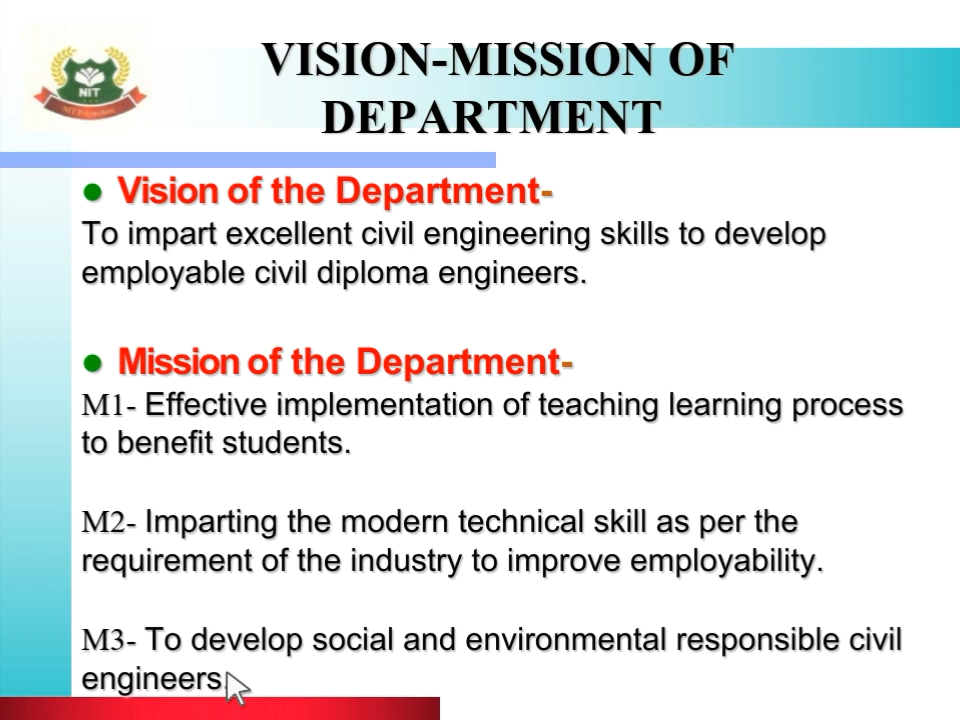 NIT
VISION-MISSION OF
DEPARTMENT
Vision of the Department-
To impart excellent civil engineering skills to develop
employable civil diploma engineers.
Mission of the Department-
M1- Effective implementation of teaching learning process
to benefit students.
M2- Imparting the modern technical skill as per the
requirement of the industry to improve employability.
M3- To develop social and environmental responsible civil
engineers.